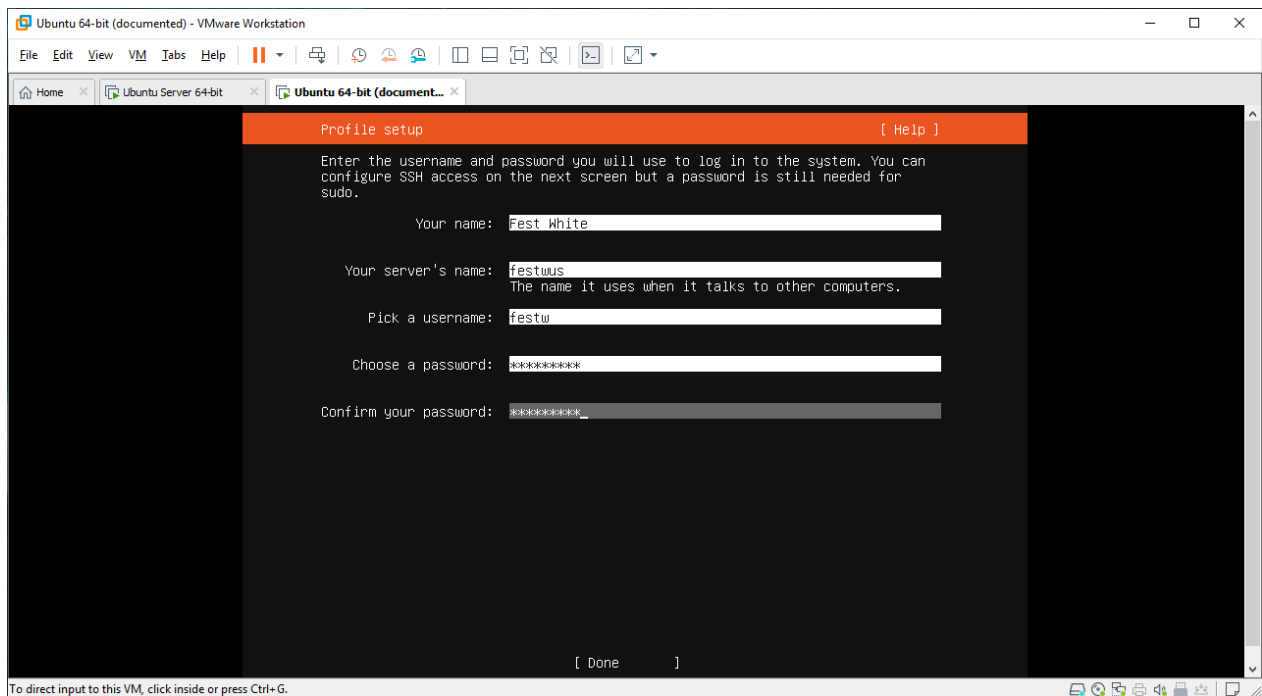 Ubuntu 64-bit (documented) - VMware Workstation
File Edit View VM Tabs Help
Home Ubuntu Server 64-bit Ubuntu 64-bit (document...
Profile setup [ Help ]
Enter the username and password you will use to log in to the system. You can
configure SSH access on the next screen but a password is still needed for
sudo.
Your name: Fest White
Your server's name: festwus
The name it uses when it talks to other computers.
Pick a username: festw
Choose a password: *********
Confirm your password: *********_
[ Done ]
To direct input to this VM, click inside or press Ctrl+G.